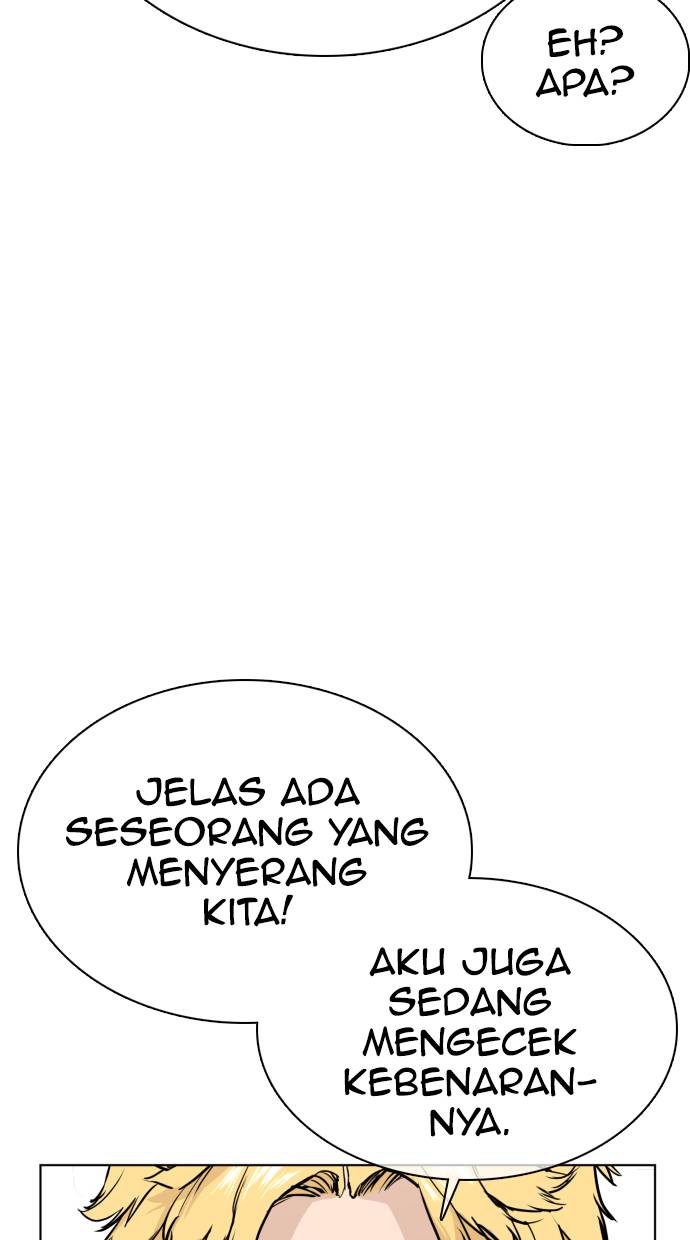 EH?
APA?
JELAS ADA
SESEORANG YANG
MENYERANG
KITA!
AKU JUGA
SEDANG
MENGECEK
KEBENARAN-
NYA.